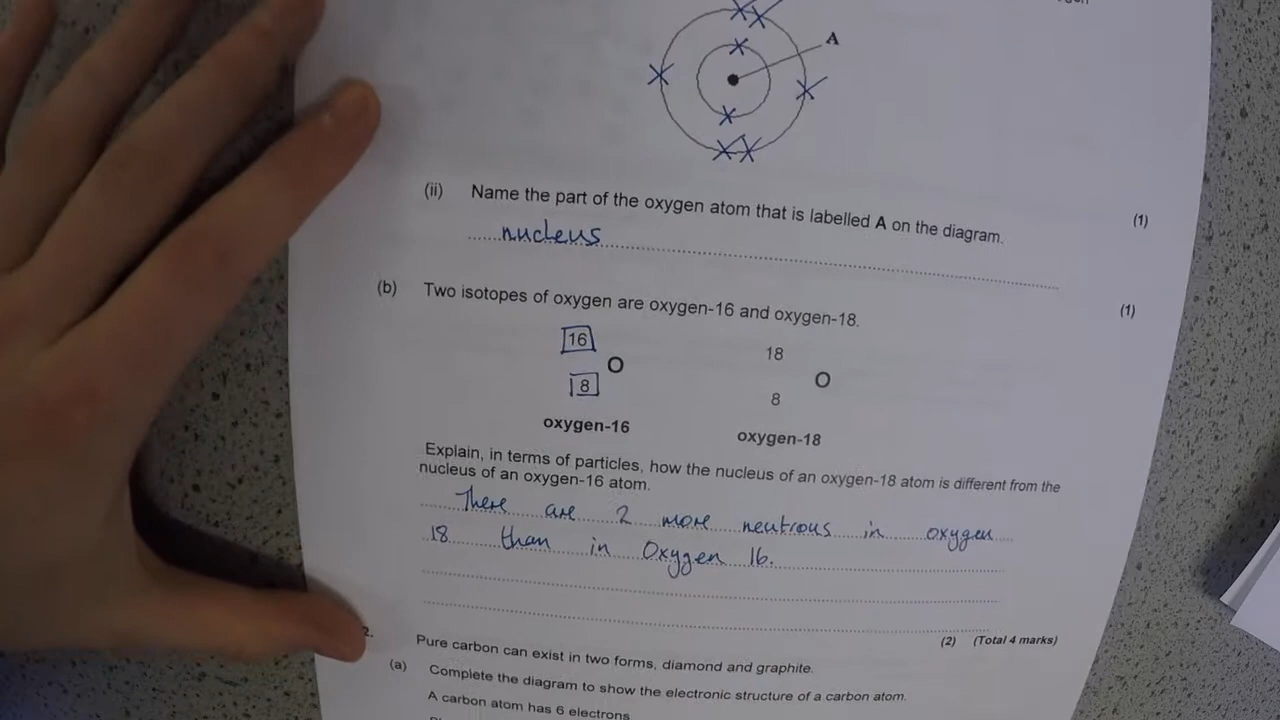 A
(ii) Name the part of the oxygen atom that is labelled A on the diagram.
(1)
nucleus
(b) Two isotopes of oxygen are oxygen-16 and oxygen-18.
(1)
16
O
8
oxygen-16
18
O
8
oxygen-18
Explain, in terms of particles, how the nucleus of an oxygen-18 atom is different from the
nucleus of an oxygen-16 atom.
There are 2 more neutrous in oxygen
18 than in Oxygen 16.
(2) (Total 4 marks)
2. Pure carbon can exist in two forms, diamond and graphite.
(a) Complete the diagram to show the electronic structure of a carbon atom.
A carbon atom has 6 electrons